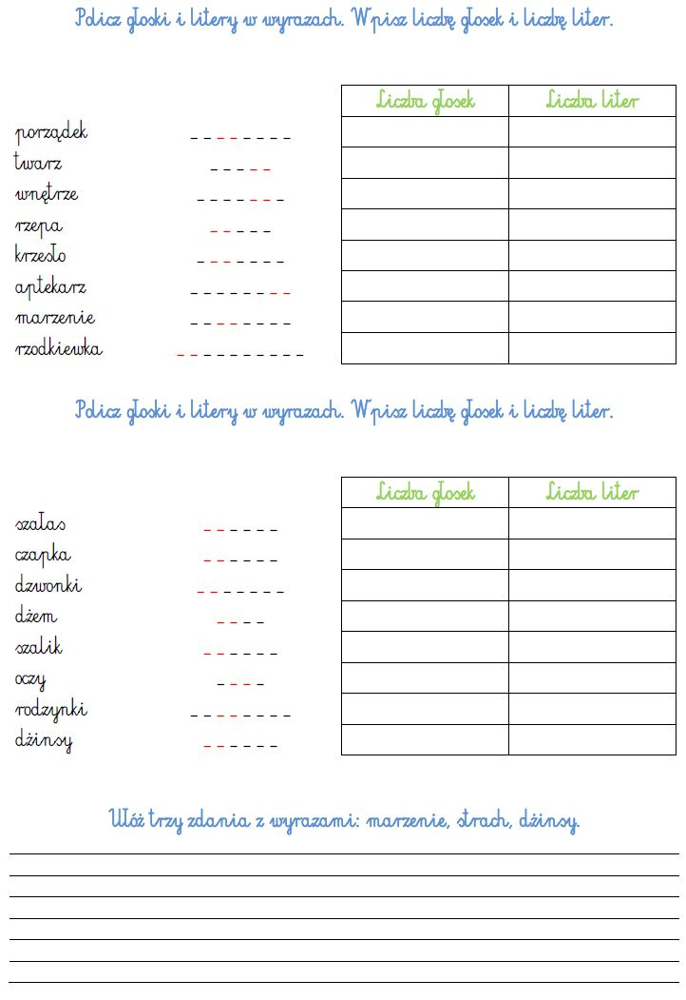 Policz głoski i litery w wyrazach. Wpisz liczbę głosek i liczbę liter.
Liczba głosek Liczba liter
porządek _ _ _ _ _ _ _ _
twarz _ _ _ _ _
wnętrze _ _ _ _ _ _ _
rzepa _ _ _ _ _
krzesło _ _ _ _ _ _ _
aptekarz _ _ _ _ _ _ _ _
marzenie _ _ _ _ _ _ _ _
rzodkiewka _ _ _ _ _ _ _ _ _ _
Policz głoski i litery w wyrazach. Wpisz liczbę głosek i liczbę liter.
Liczba głosek Liczba liter
szałas _ _ _ _ _ _
czapka _ _ _ _ _ _
dzwonki _ _ _ _ _ _ _
dżem _ _ _ _
szalik _ _ _ _ _ _
oczy _ _ _ _
rodzynki _ _ _ _ _ _ _ _
dżinsy _ _ _ _ _ _
Ułóż trzy zdania z wyrazami: marzenie, strach, dżinsy.